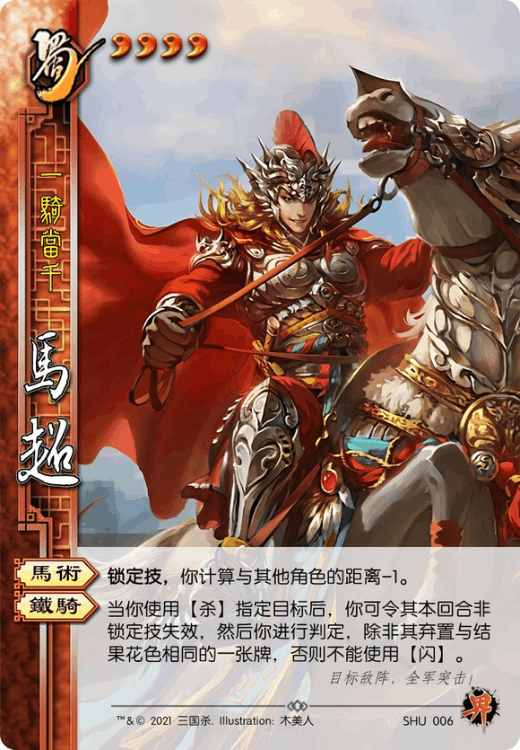 蜀
一騎當千
馬超
馬術
锁定技，你计算与其他角色的距离-1。
鐵騎
当你使用【杀】指定目标后，你可令其本回合非
锁定技失效，然后你进行判定，除非其弃置与结
果花色相同的一张牌，否则不能使用【闪】。
目标敌阵，全军突击！
™&© 2021 三国杀. Illustration: 木美人
SHU 006
界